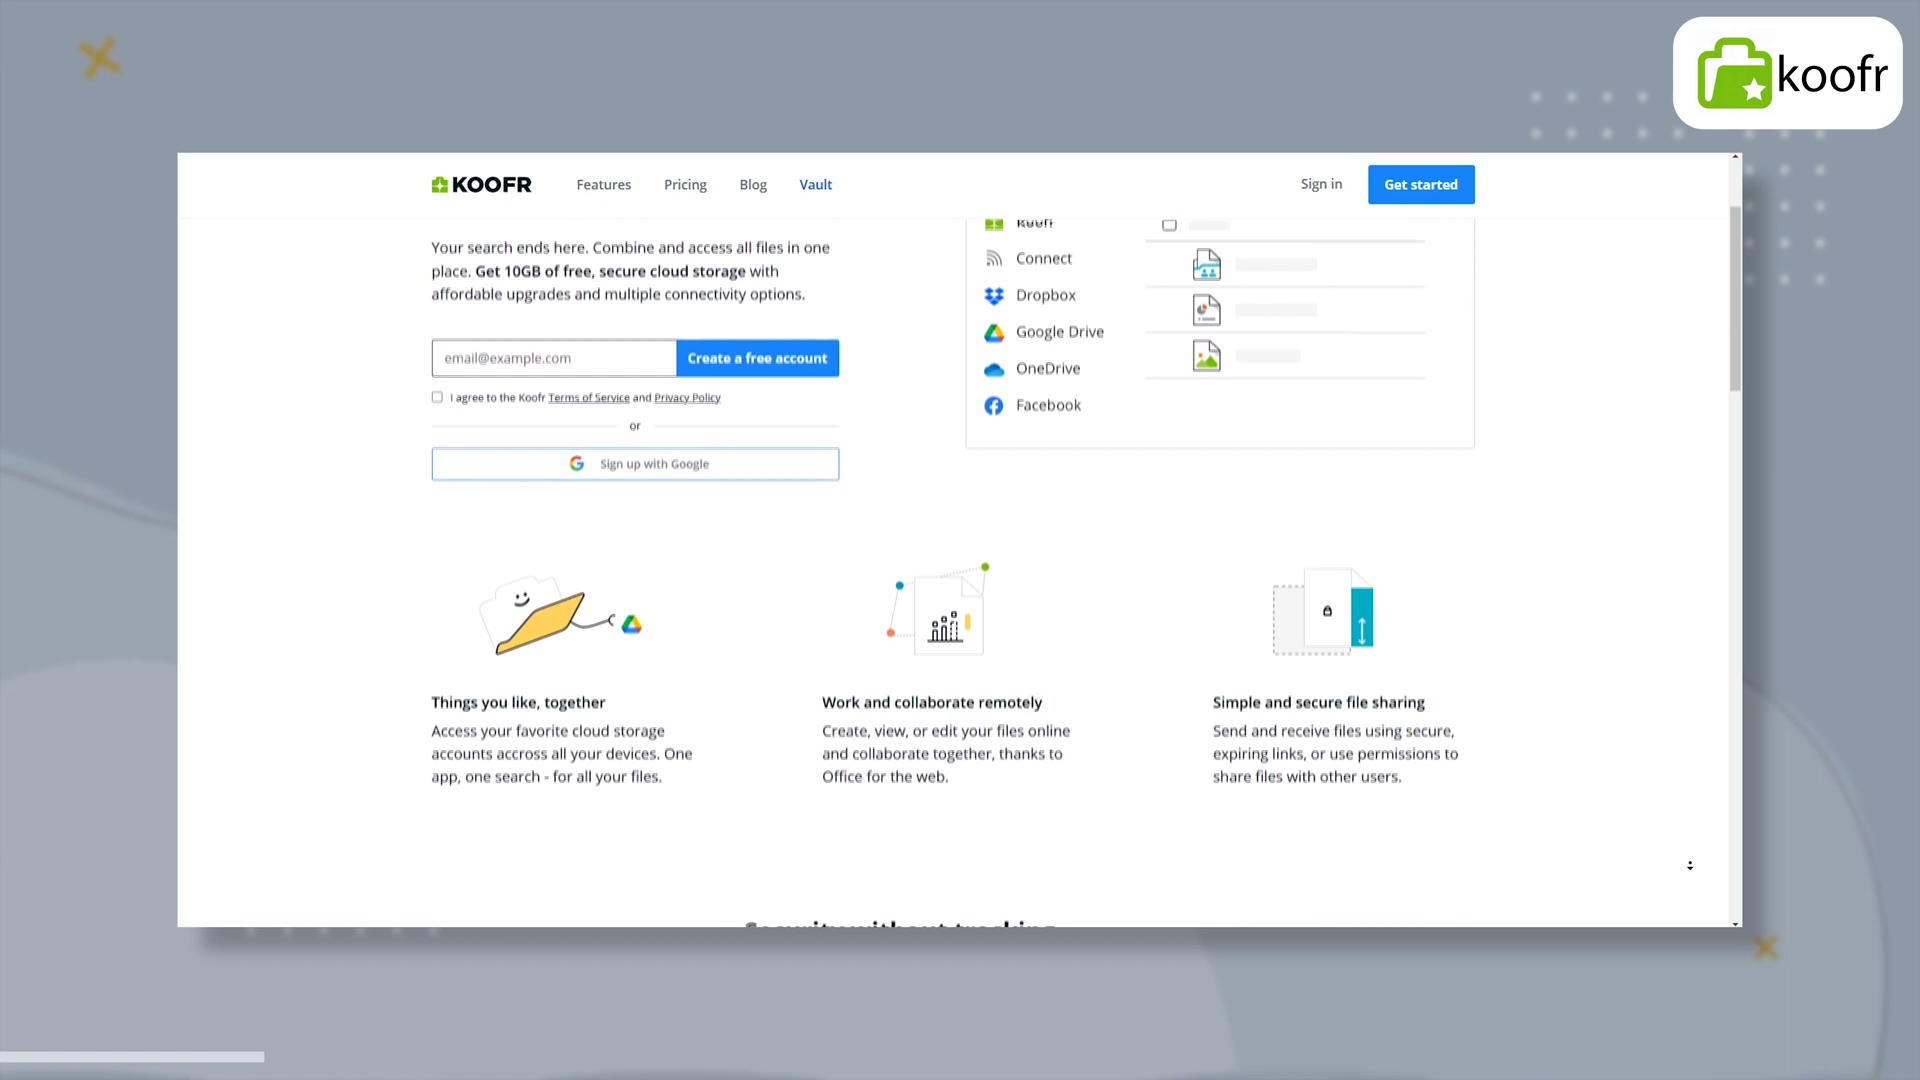 koofr
KOOFR Features Pricing Blog Vault Sign in Get started
Your search ends here. Combine and access all files in one
place. Get 10GB of free, secure cloud storage with
affordable upgrades and multiple connectivity options.
email@example.com Create a free account
I agree to the Koofr Terms of Service and Privacy Policy
or
Sign up with Google
Koofr
Connect
Dropbox
Google Drive
OneDrive
Facebook
Things you like, together
Access your favorite cloud storage
accounts accross all your devices. One
app, one search - for all your files.
Work and collaborate remotely
Create, view, or edit your files online
and collaborate together, thanks to
Office for the web.
Simple and secure file sharing
Send and receive files using secure,
expiring links, or use permissions to
share files with other users.
Security without tracking